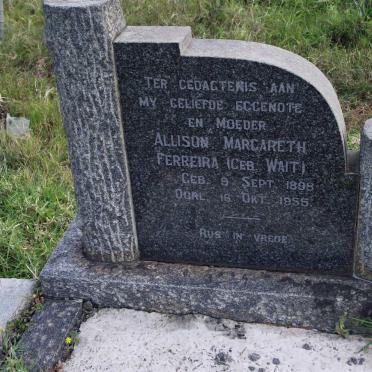 TER GEDAGTENIS AAN
MY GELIEFDE EGGENOTE
EN MOEDER
ALLISON MARGARETH
FERREIRA (GEB. WAIT)
GEB. 5 SEPT. 1898
OORL. 16 OKT. 1955.
RUS IN VREDE